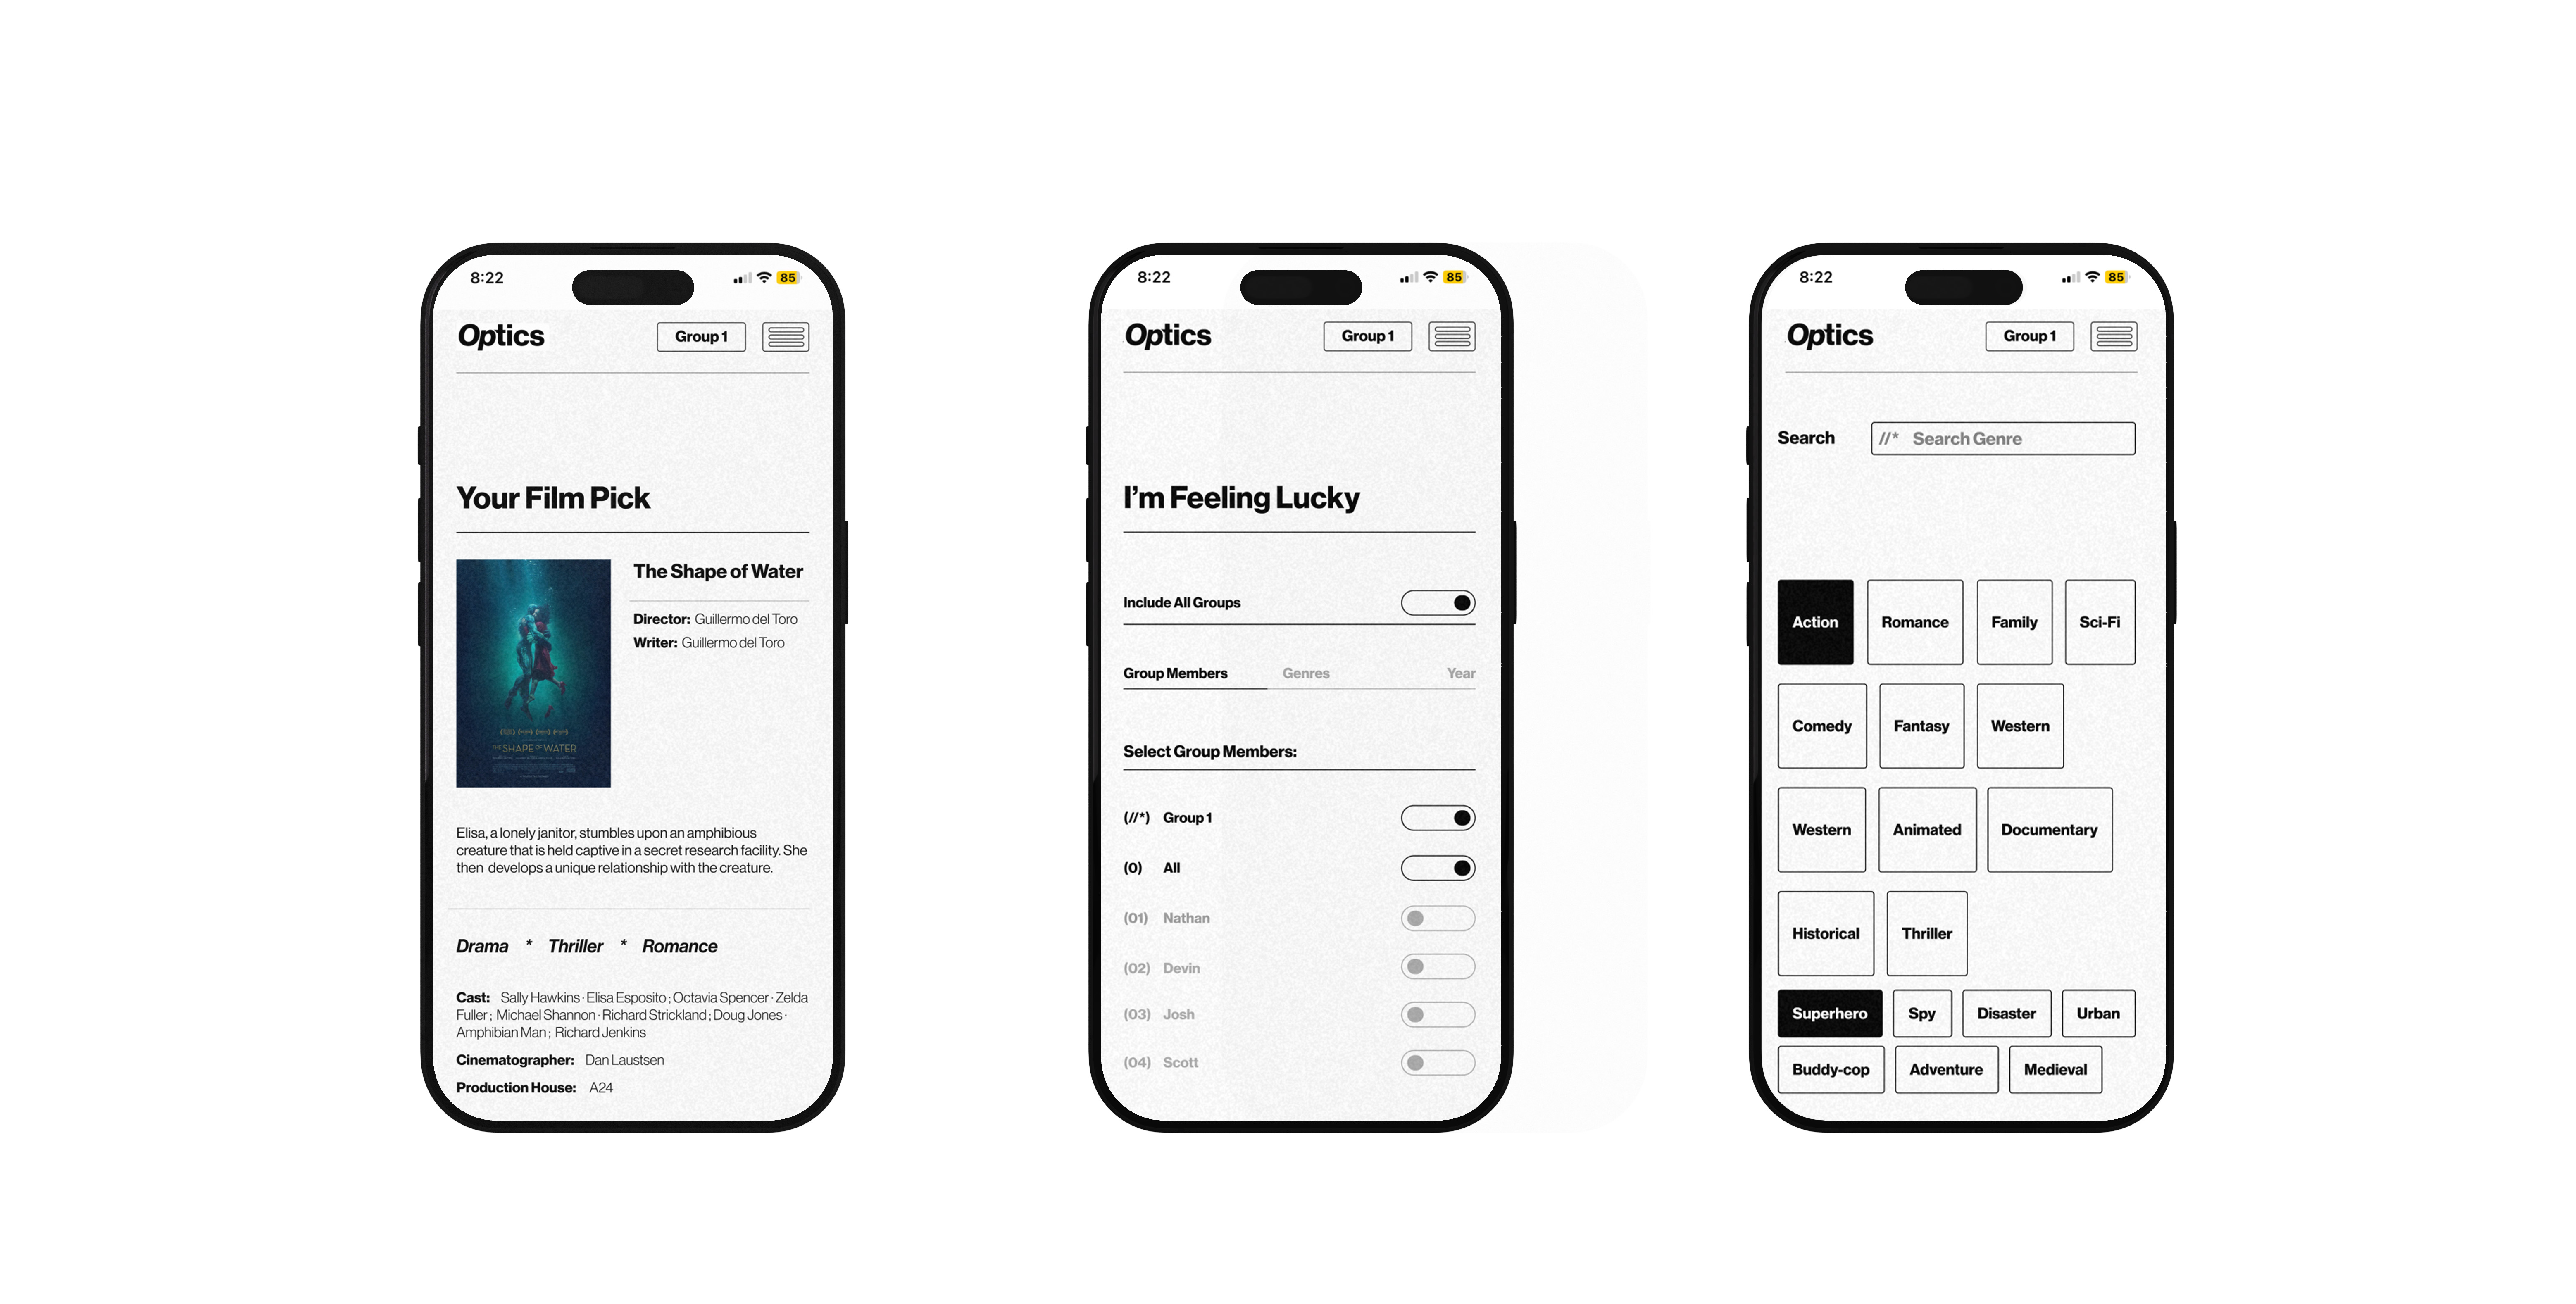 8:22
85
Optics
Group 1
Your Film Pick
The Shape of Water
Director: Guillermo del Toro
Writer: Guillermo del Toro
THE SHAPE OF WATER
Elisa, a lonely janitor, stumbles upon an amphibious
creature that is held captive in a secret research facility. She
then develops a unique relationship with the creature.
Drama * Thriller * Romance
Cast: Sally Hawkins · Elisa Esposito ; Octavia Spencer · Zelda
Fuller ; Michael Shannon · Richard Strickland ; Doug Jones ·
Amphibian Man ; Richard Jenkins
Cinematographer: Dan Laustsen
Production House: A24
8:22
85
Optics
Group 1
I'm Feeling Lucky
Include All Groups
Group Members Genres Year
Select Group Members:
(//*) Group 1
(0) All
(01) Nathan
(02) Devin
(03) Josh
(04) Scott
8:22
85
Optics
Group 1
Search //* Search Genre
Action Romance Family Sci-Fi
Comedy Fantasy Western
Western Animated Documentary
Historical Thriller
Superhero Spy Disaster Urban
Buddy-cop Adventure Medieval